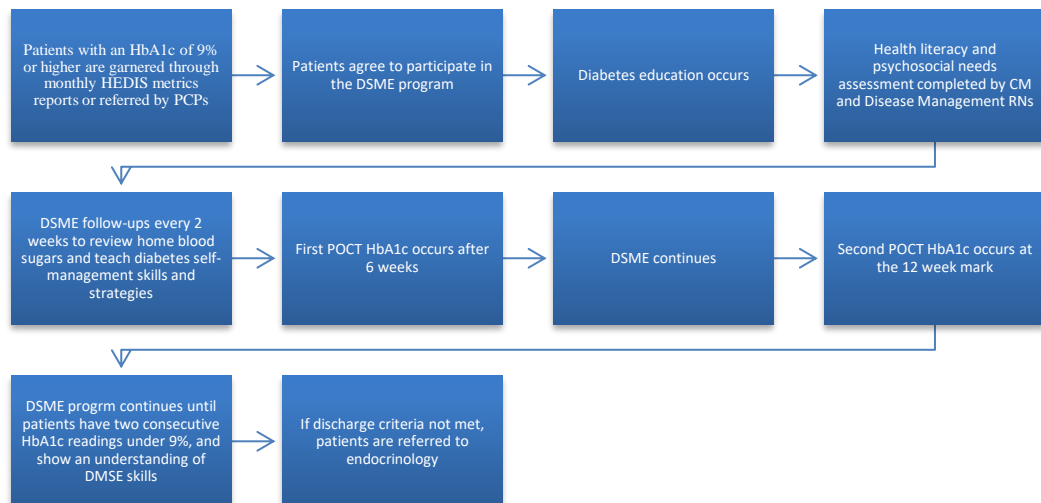 Patients with an HbA1c of 9%
or higher are garnered through
monthly HEDIS metrics
reports or referred by PCPs
Patients agree to participate in
the DSME program
Diabetes education occurs
Health literacy and
psychosocial needs
assessment completed by CM
and Disease Management RNs
DSME follow-ups every 2
weeks to review home blood
sugars and teach diabetes self-
management skills and
strategies
First POCT HbA1c occurs after
6 weeks
DSME continues
Second POCT HbA1c occurs at
the 12 week mark
DSME progrm continues until
patients have two consecutive
HbA1c readings under 9%, and
show an understanding of
DMSE skills
If discharge criteria not met,
patients are referred to
endocrinology